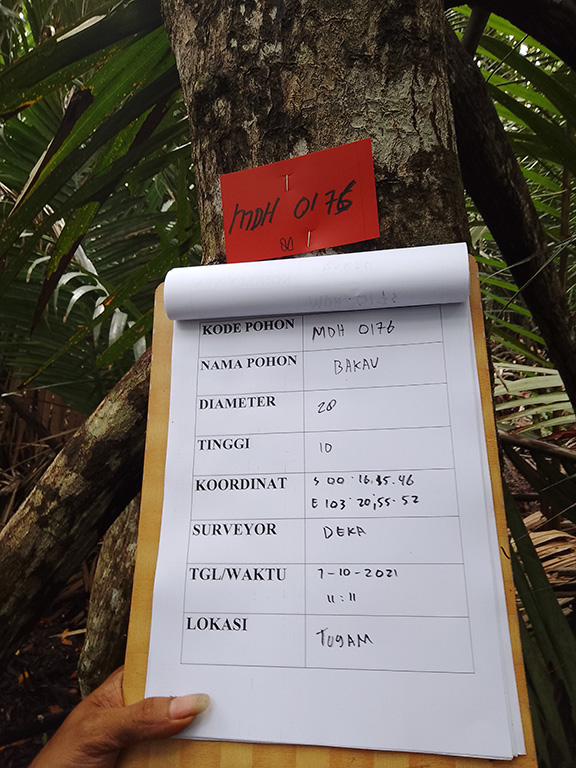 MDH 0176
KODE POHON MDH 0176
NAMA POHON BAKAU
DIAMETER 28
TINGGI 10
KOORDINAT S 00.16.35.46
E 103.20,55.52
SURVEYOR DEKA
TGL/WAKTU 7-10-2021
11:11
LOKASI TUGAM